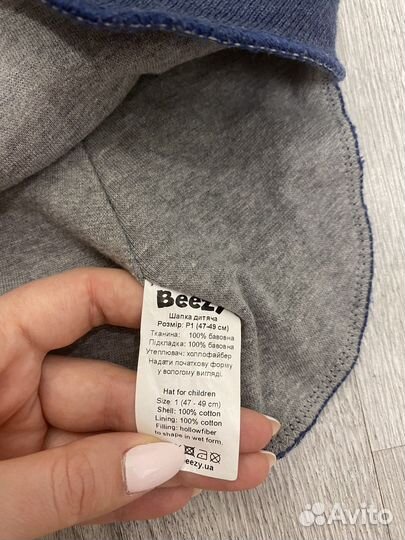 Beezy
Шапка дитяча
Розмір: Р1 (47-49 см)
Тканина: 100% бавовна
Підкладка: 100% бавовна
Утеплювач: холлофайбер
Надати початкову форму
у вологому вигляді.
Hat for children
Size: 1 (47 - 49 cm)
Shell: 100% cotton
Lining: 100% cotton
Filling: hollowfiber
to shape in wet form.
eezy.ua
Avito